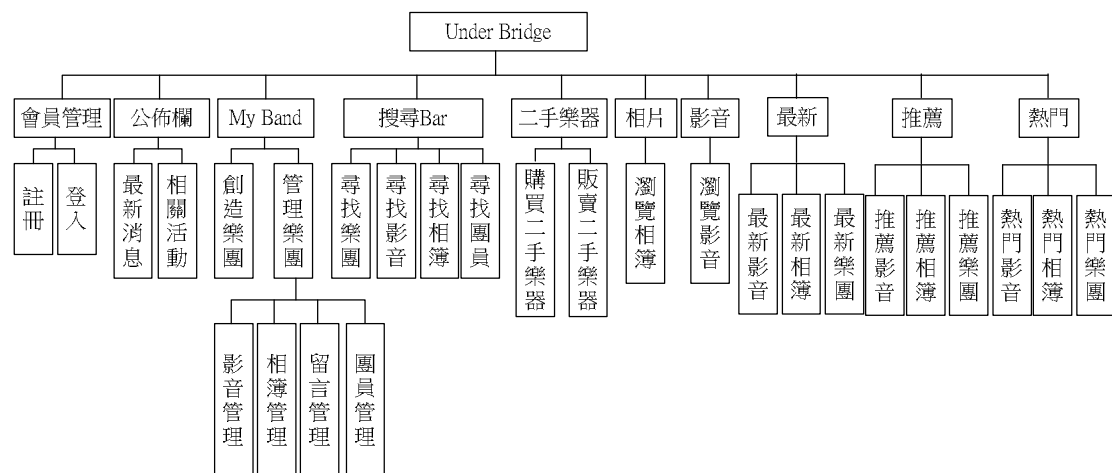 Under Bridge
會員管理
公佈欄
My Band
搜尋Bar
二手樂器
相片
影音
最新
推薦
熱門
註冊
登入
最新消息
相關活動
創造樂團
管理樂團
尋找樂團
尋找影音
尋找相簿
尋找團員
購買二手樂器
販賣二手樂器
瀏覽相簿
瀏覽影音
最新影音
最新相簿
最新樂團
推薦影音
推薦相簿
推薦樂團
熱門影音
熱門相簿
熱門樂團
影音管理
相簿管理
留言管理
團員管理